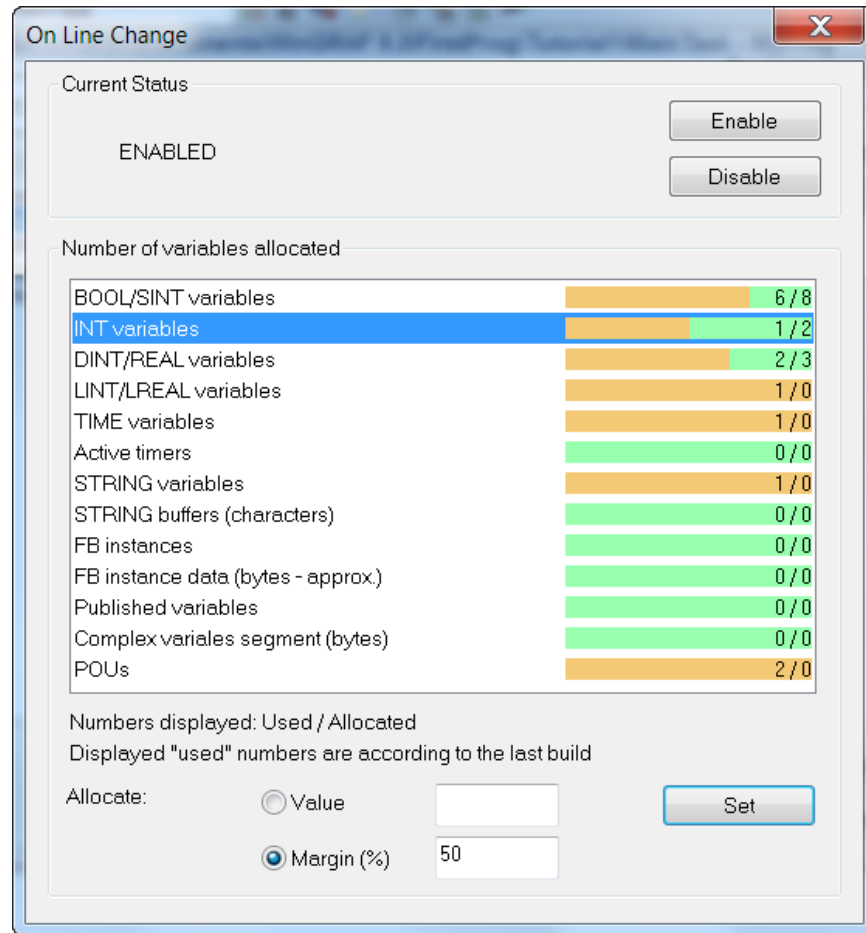 On Line Change
Current Status
Enable
ENABLED
Disable
Number of variables allocated
BOOL/SINT variables 6 / 8
INT variables 1 / 2
DINT/REAL variables 2 / 3
LINT/LREAL variables 1 / 0
TIME variables 1 / 0
Active timers 0 / 0
STRING variables 1 / 0
STRING buffers (characters) 0 / 0
FB instances 0 / 0
FB instance data (bytes - approx.) 0 / 0
Published variables 0 / 0
Complex variales segment (bytes) 0 / 0
POUs 2 / 0
Numbers displayed: Used / Allocated
Displayed "used" numbers are according to the last build
Allocate: Value Set
Margin (%) 50